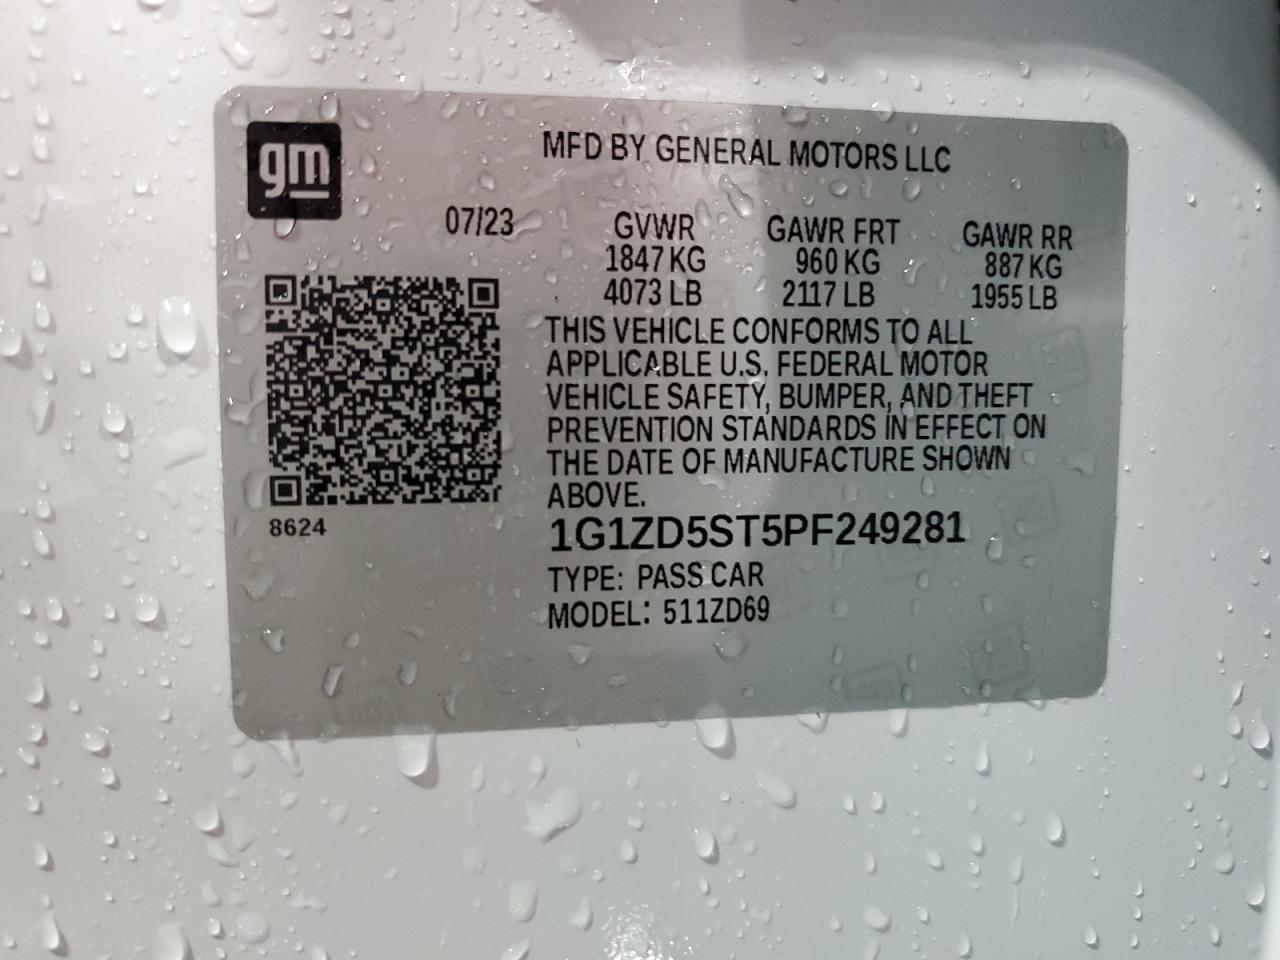 gm
MFD BY GENERAL MOTORS LLC
07/23
GVWR GAWR FRT GAWR RR
1847 KG 960 KG 887 KG
4073 LB 2117 LB 1955 LB
THIS VEHICLE CONFORMS TO ALL
APPLICABLE U.S. FEDERAL MOTOR
VEHICLE SAFETY, BUMPER, AND THEFT
PREVENTION STANDARDS IN EFFECT ON
THE DATE OF MANUFACTURE SHOWN
ABOVE.
8624
1G1ZD5ST5PF249281
TYPE: PASS CAR
MODEL: 511ZD69